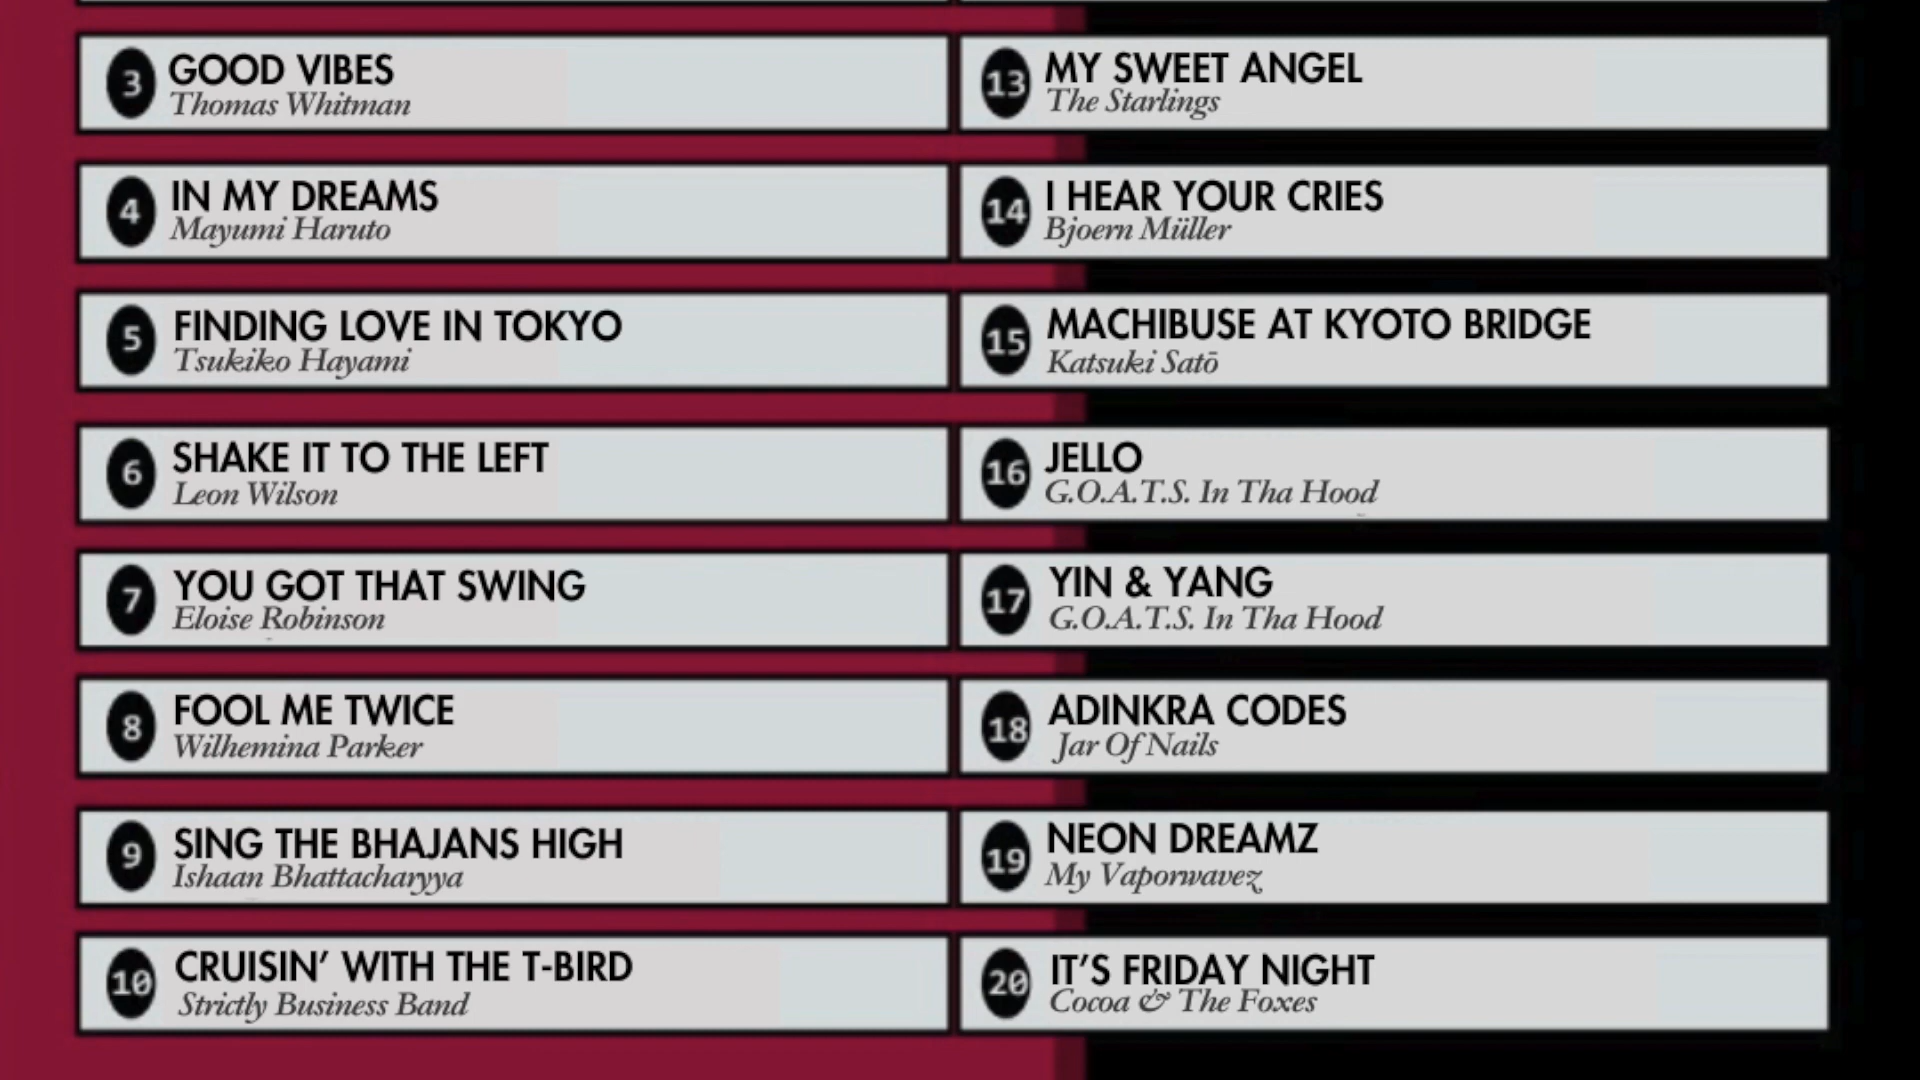 3
GOOD VIBES
Thomas Whitman
4
IN MY DREAMS
Mayumi Haruto
5
FINDING LOVE IN TOKYO
Tsukiko Hayami
6
SHAKE IT TO THE LEFT
Leon Wilson
7
YOU GOT THAT SWING
Eloise Robinson
8
FOOL ME TWICE
Wilhemina Parker
9
SING THE BHAJANS HIGH
Ishaan Bhattacharyya
10
CRUISIN’ WITH THE T-BIRD
Strictly Business Band
13
MY SWEET ANGEL
The Starlings
14
I HEAR YOUR CRIES
Bjoern Müller
15
MACHIBUSE AT KYOTO BRIDGE
Katsuki Satō
16
JELLO
G.O.A.T.S. In Tha Hood
17
YIN & YANG
G.O.A.T.S. In Tha Hood
18
ADINKRA CODES
Jar Of Nails
19
NEON DREAMZ
My Vaporwavez
20
IT’S FRIDAY NIGHT
Cocoa & The Foxes